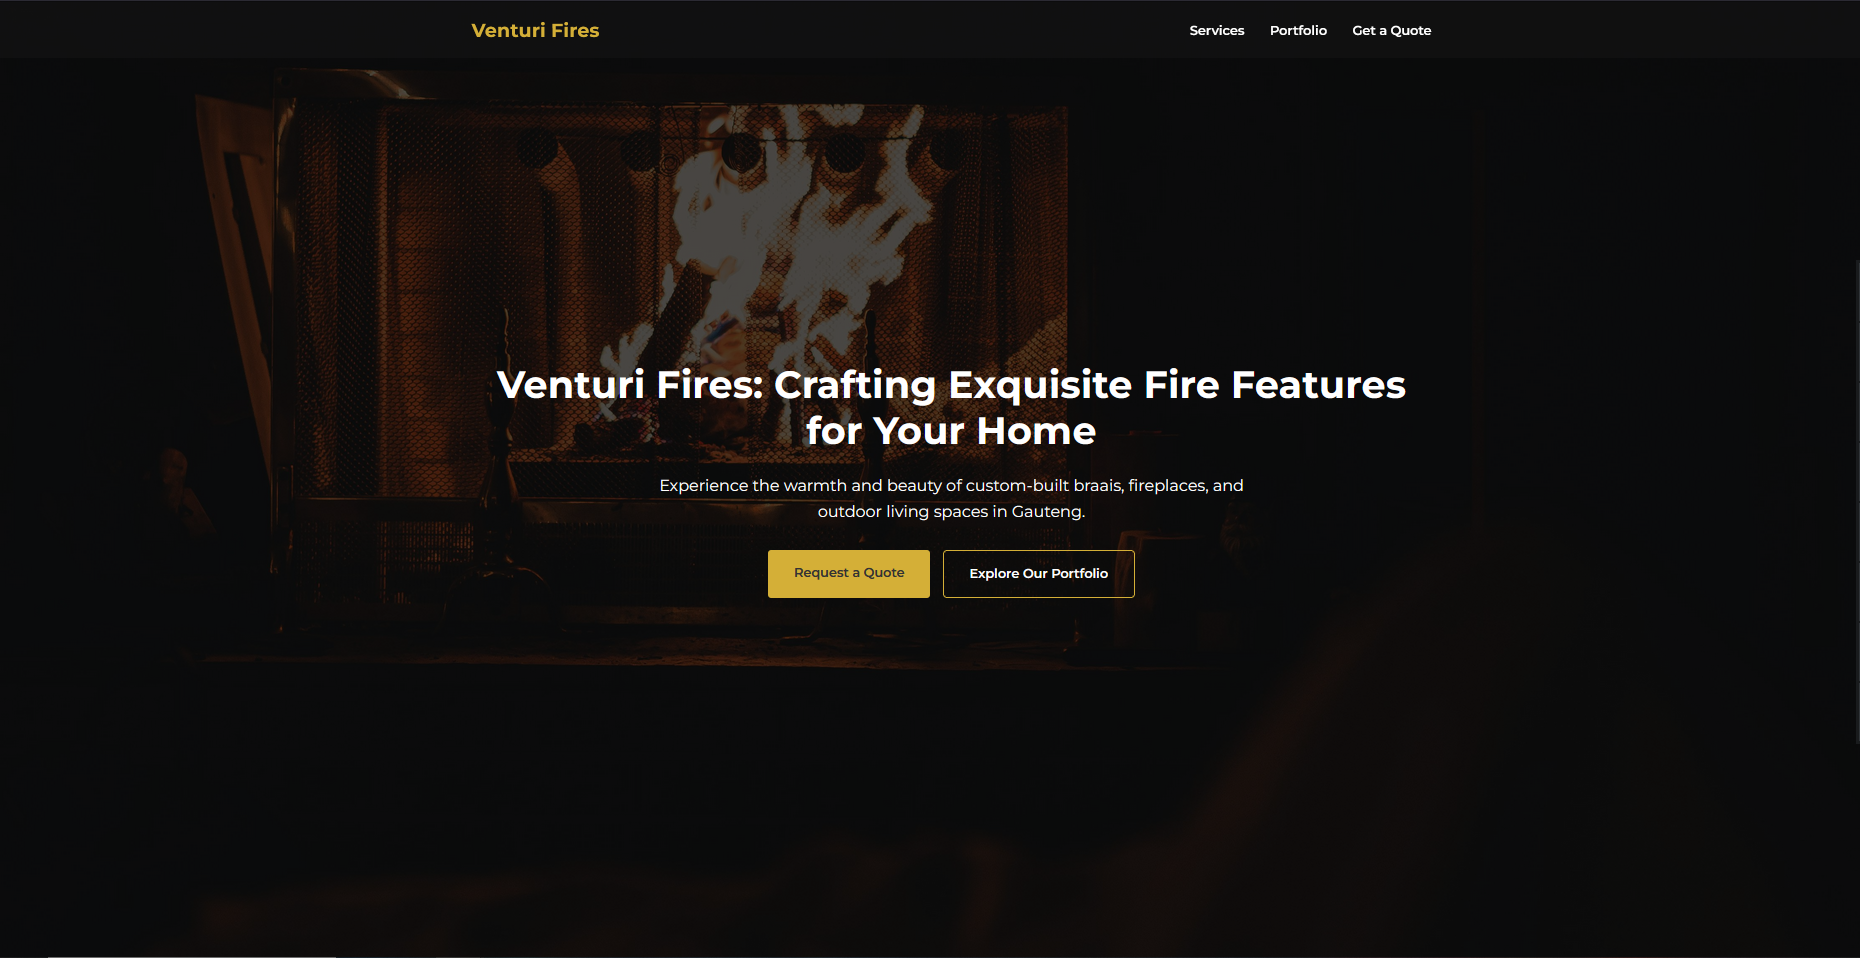 Venturi Fires
Services Portfolio Get a Quote
Venturi Fires: Crafting Exquisite Fire Features
for Your Home
Experience the warmth and beauty of custom-built braais, fireplaces, and
outdoor living spaces in Gauteng.
Request a Quote Explore Our Portfolio